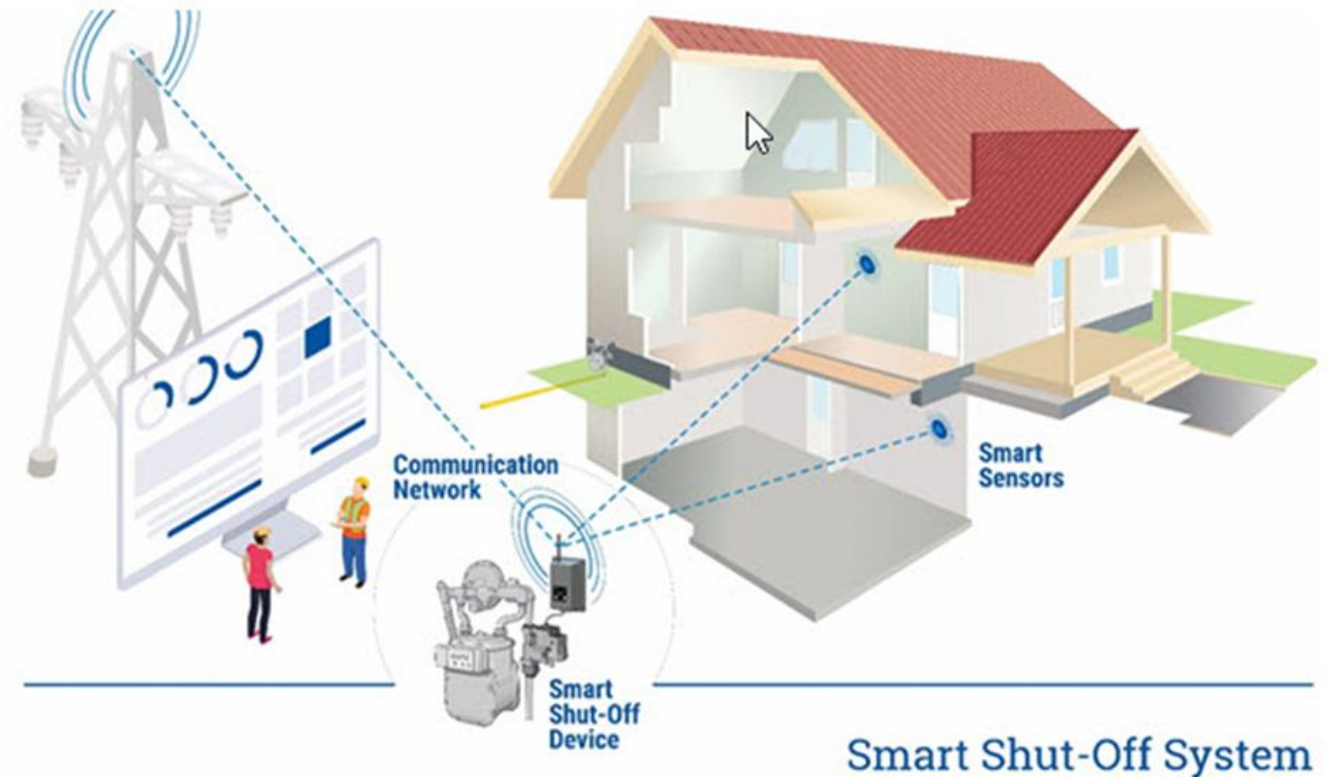 Communication
Network
Smart
Sensors
Smart
Shut-Off
Device
Smart Shut-Off System